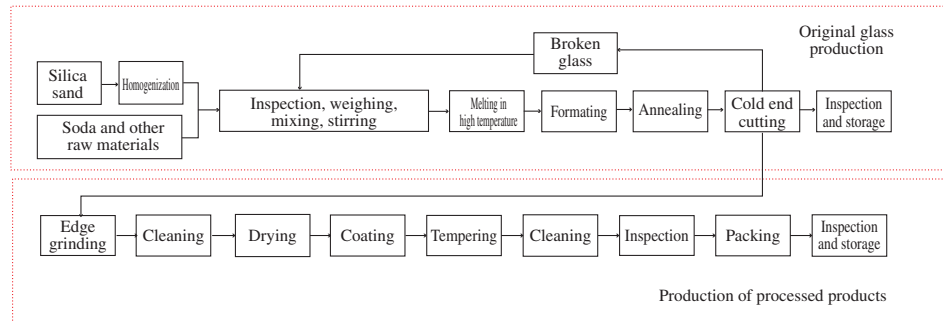 Original glass
production
Broken
glass
Silica
sand
Homogenization
Soda and other
raw materials
Inspection, weighing,
mixing, stirring
Melting in
high temperature
Formating
Annealing
Cold end
cutting
Inspection
and storage
Edge
grinding
Cleaning
Drying
Coating
Tempering
Cleaning
Inspection
Packing
Inspection
and storage
Production of processed products